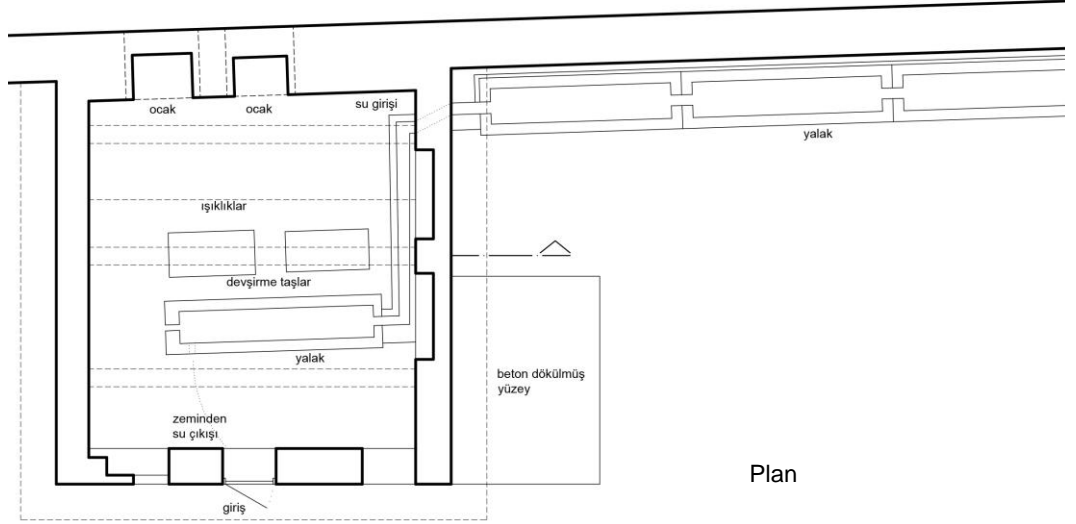 ocak
ocak
su girişi
yalak
ışıklıklar
devşirme taşlar
yalak
beton dökülmüş
yüzey
zeminden
su çıkışı
giriş
Plan